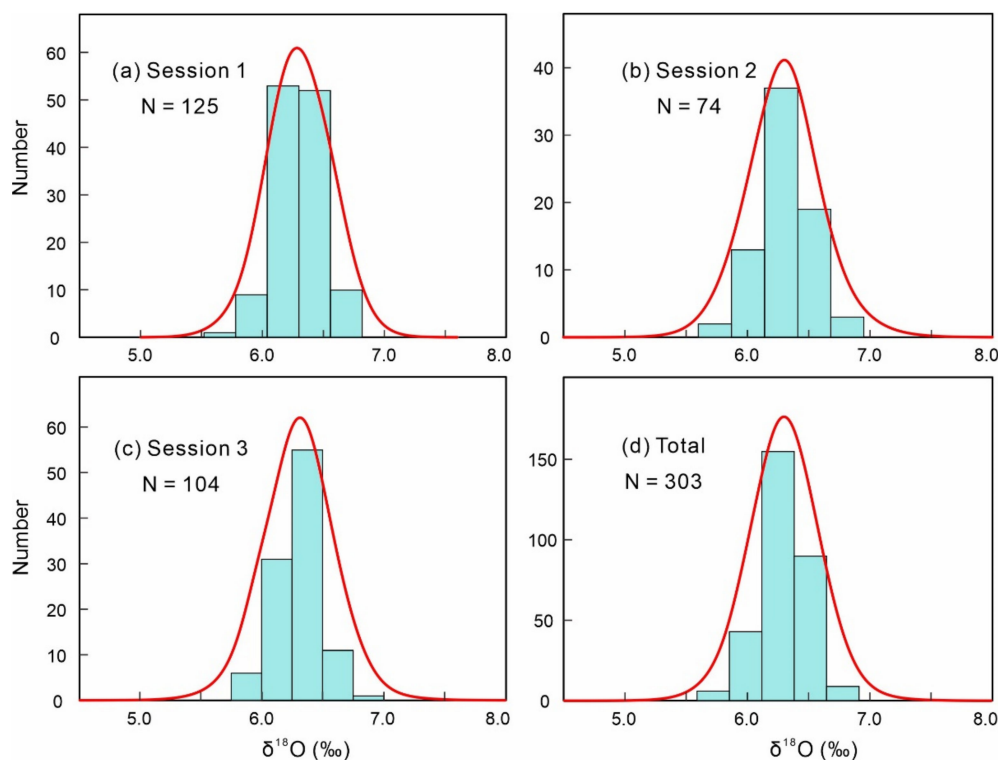 (a) Session 1
N = 125
Number
60
50
40
30
20
10
0
5.0 6.0 7.0 8.0
(b) Session 2
N = 74
40
30
20
10
0
5.0 6.0 7.0 8.0
(c) Session 3
N = 104
Number
60
50
40
30
20
10
0
5.0 6.0 7.0 8.0
δ¹⁸O (‰)
(d) Total
N = 303
150
100
50
0
5.0 6.0 7.0 8.0
δ¹⁸O (‰)